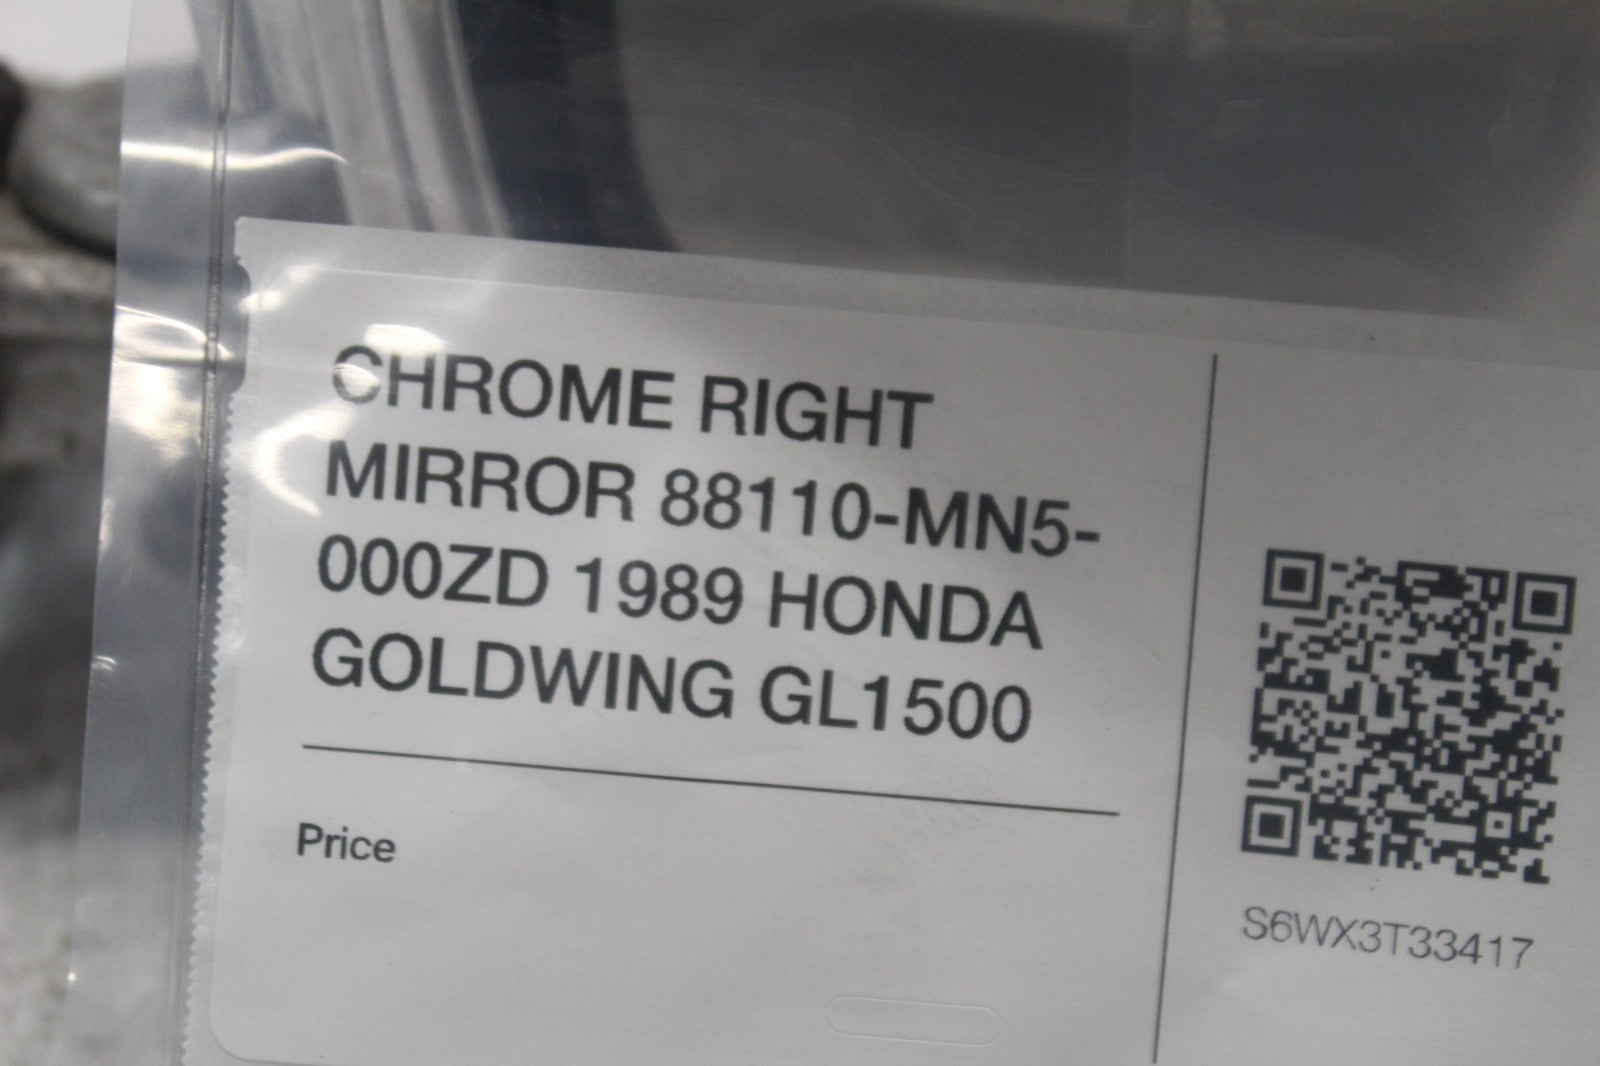 CHROME RIGHT
MIRROR 88110-MN5-
000ZD 1989 HONDA
GOLDWING GL1500
Price
S6WX3T33417